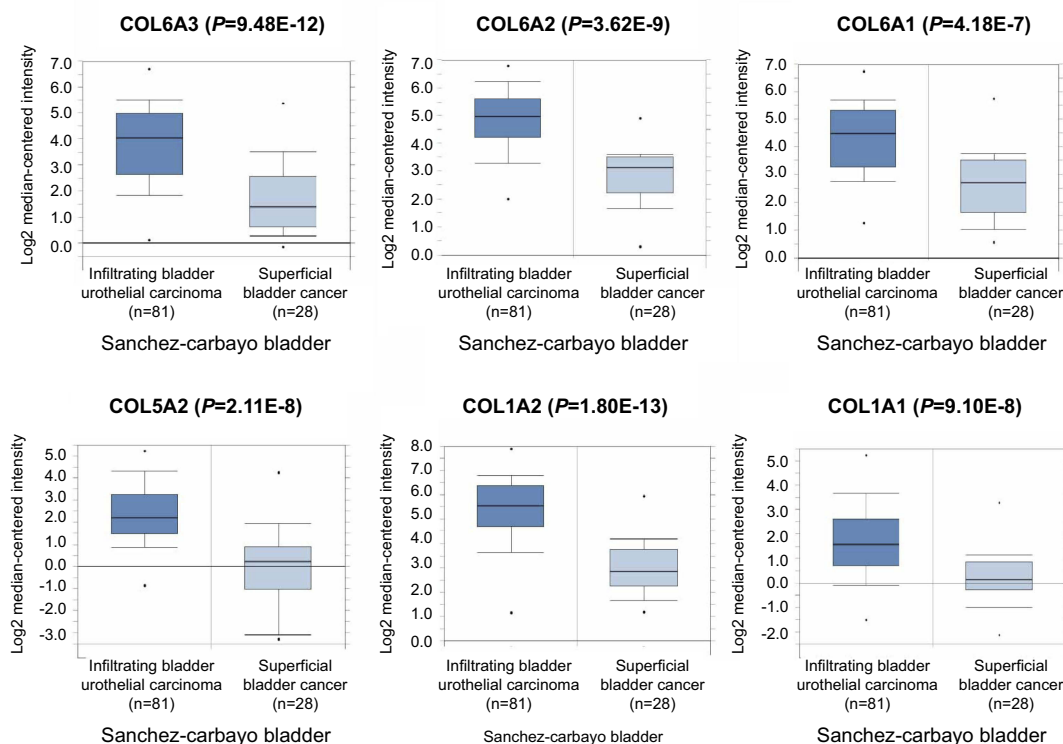 COL6A3 (P=9.48E-12)
Log2 median-centered intensity
7.0
6.0
5.0
4.0
3.0
2.0
1.0
0.0
Infiltrating bladder
urothelial carcinoma
(n=81)
Superficial
bladder cancer
(n=28)
Sanchez-carbayo bladder
COL6A2 (P=3.62E-9)
Log2 median-centered intensity
7.0
6.0
5.0
4.0
3.0
2.0
1.0
0.0
Infiltrating bladder
urothelial carcinoma
(n=81)
Superficial
bladder cancer
(n=28)
Sanchez-carbayo bladder
COL6A1 (P=4.18E-7)
Log2 median-centered intensity
7.0
6.0
5.0
4.0
3.0
2.0
1.0
0.0
Infiltrating bladder
urothelial carcinoma
(n=81)
Superficial
bladder cancer
(n=28)
Sanchez-carbayo bladder
COL5A2 (P=2.11E-8)
Log2 median-centered intensity
5.0
4.0
3.0
2.0
1.0
0.0
-1.0
-2.0
-3.0
Infiltrating bladder
urothelial carcinoma
(n=81)
Superficial
bladder cancer
(n=28)
Sanchez-carbayo bladder
COL1A2 (P=1.80E-13)
Log2 median-centered intensity
8.0
7.0
6.0
5.0
4.0
3.0
2.0
1.0
0.0
Infiltrating bladder
urothelial carcinoma
(n=81)
Superficial
bladder cancer
(n=28)
Sanchez-carbayo bladder
COL1A1 (P=9.10E-8)
Log2 median-centered intensity
5.0
4.0
3.0
2.0
1.0
0.0
-1.0
-2.0
Infiltrating bladder
urothelial carcinoma
(n=81)
Superficial
bladder cancer
(n=28)
Sanchez-carbayo bladder